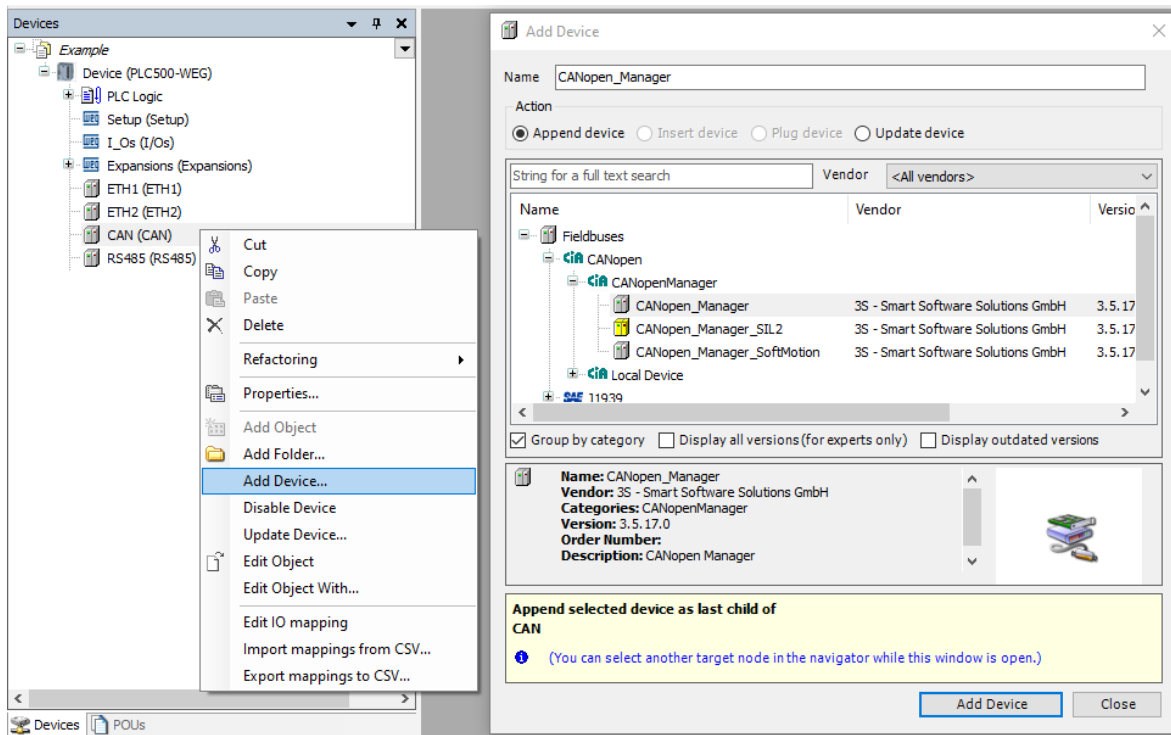 Devices
Example
Device (PLC500-WEG)
PLC Logic
Setup (Setup)
I_Os (I/Os)
Expansions (Expansions)
ETH1 (ETH1)
ETH2 (ETH2)
CAN (CAN)
RS485 (RS485)
Cut
Copy
Paste
Delete
Refactoring
Properties...
Add Object
Add Folder...
Add Device...
Disable Device
Update Device...
Edit Object
Edit Object With...
Edit IO mapping
Import mappings from CSV...
Export mappings to CSV...
Devices POUs
Add Device
Name CANopen_Manager
Action
Append device Insert device Plug device Update device
String for a full text search Vendor <All vendors>
Name Vendor Versio
Fieldbuses
CiA CANopen
CiA CANopenManager
CANopen_Manager 3S - Smart Software Solutions GmbH 3.5.17
CANopen_Manager_SIL2 3S - Smart Software Solutions GmbH 3.5.17
CANopen_Manager_SoftMotion 3S - Smart Software Solutions GmbH 3.5.17
CiA Local Device
SAE J1939
Group by category Display all versions (for experts only) Display outdated versions
Name: CANopen_Manager
Vendor: 3S - Smart Software Solutions GmbH
Categories: CANopenManager
Version: 3.5.17.0
Order Number:
Description: CANopen Manager
Append selected device as last child of
CAN
(You can select another target node in the navigator while this window is open.)
Add Device Close